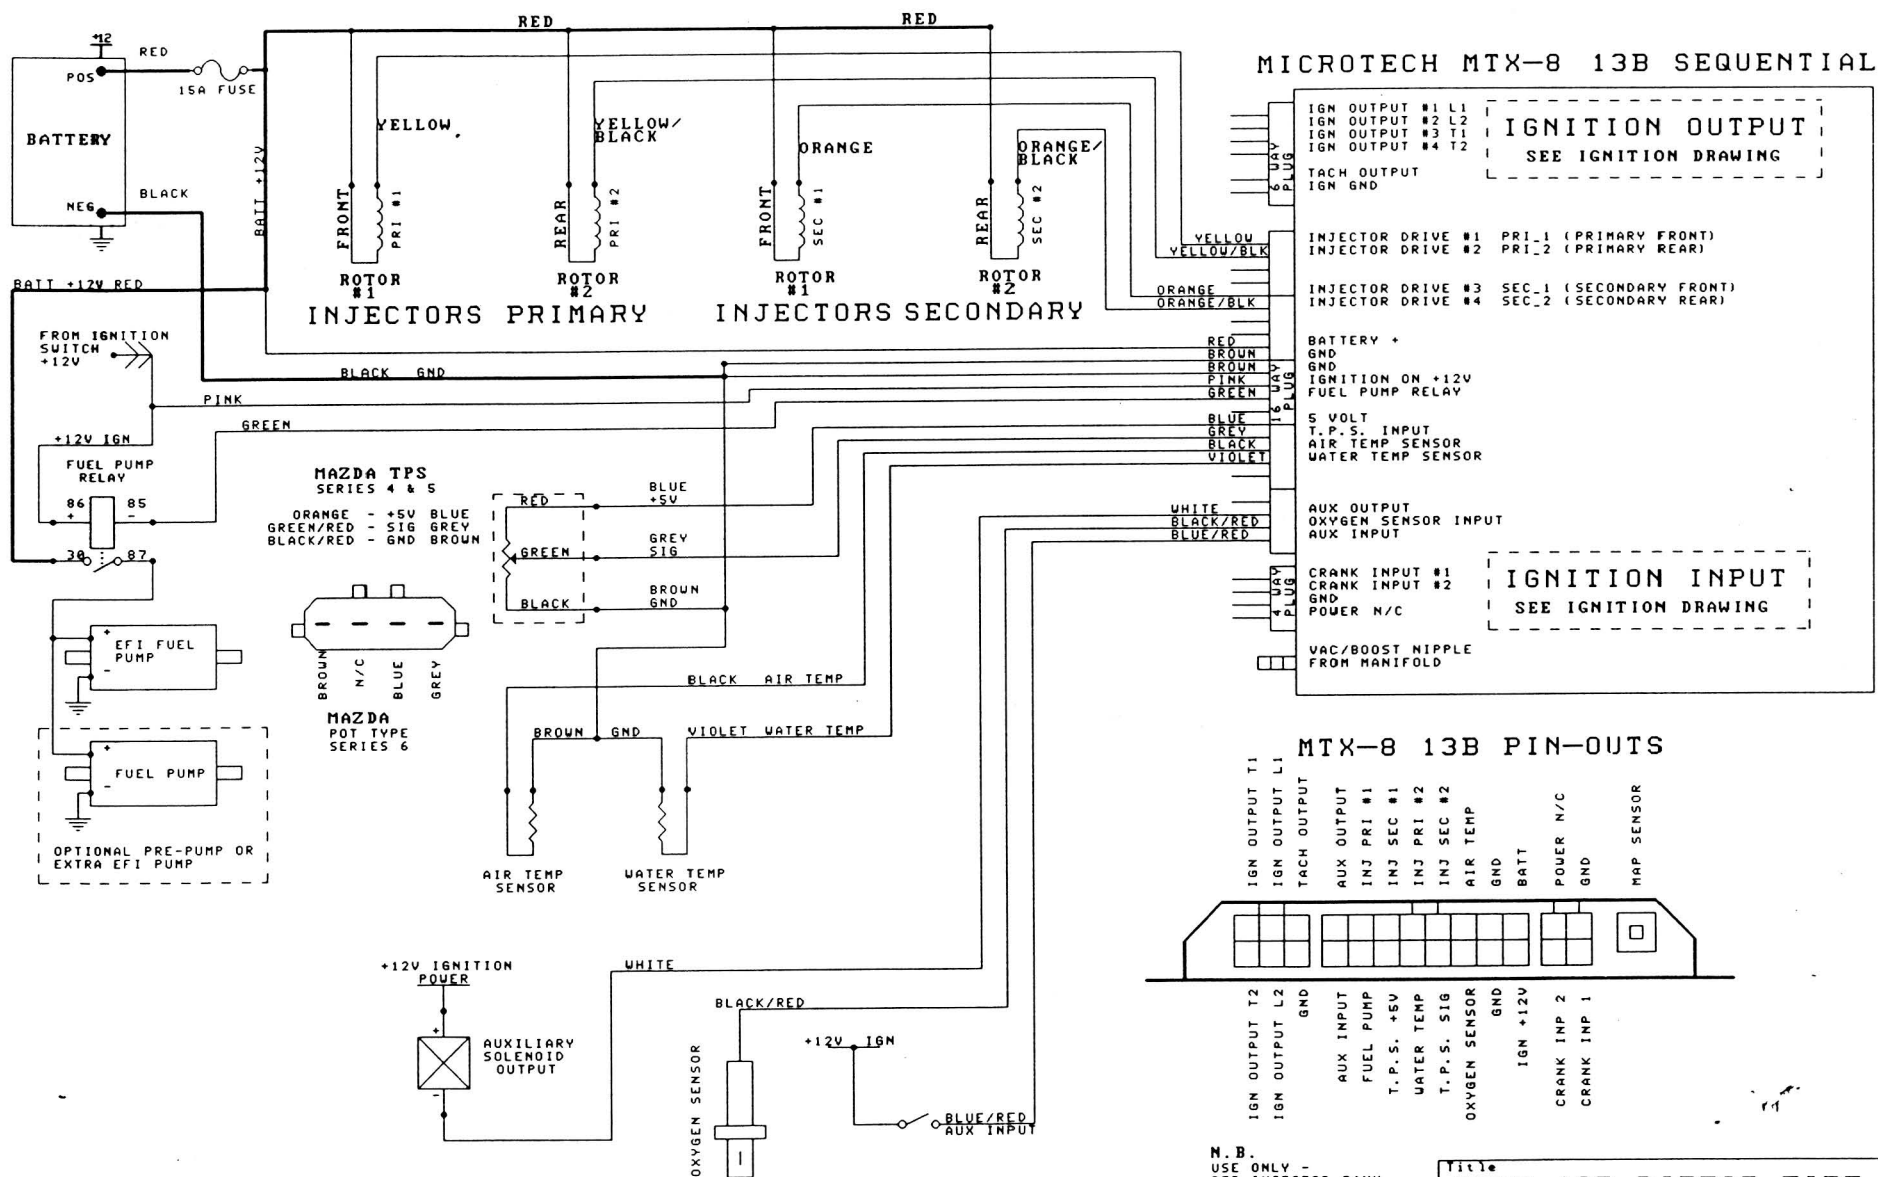 RED
RED
+12
RED
POS
15A FUSE
BATTERY
BLACK
NEG
BATT +12V
YELLOW
YELLOW/
BLACK
ORANGE
ORANGE/
BLACK
FRONT
PRI #1
REAR
PRI #2
FRONT
SEC #1
REAR
SEC #2
ROTOR
#1
ROTOR
#2
ROTOR
#1
ROTOR
#2
INJECTORS PRIMARY
INJECTORS SECONDARY
BATT +12V RED
FROM IGNITION
SWITCH
+12V
BLACK GND
PINK
GREEN
+12V IGN
FUEL PUMP
RELAY
86
85
+
-
30
87
MAZDA TPS
SERIES 4 & 5
ORANGE - +5V BLUE
GREEN/RED - SIG GREY
BLACK/RED - GND BROWN
RED
GREEN
BLACK
BLUE
+5V
GREY
SIG
BROWN
GND
BROWN
N/C
BLUE
GREY
MAZDA
POT TYPE
SERIES 6
+
EFI FUEL
PUMP
-
+
FUEL PUMP
-
OPTIONAL PRE-PUMP OR
EXTRA EFI PUMP
BLACK AIR TEMP
BROWN GND
VIOLET WATER TEMP
AIR TEMP
SENSOR
WATER TEMP
SENSOR
+12V IGNITION
POWER
WHITE
+
AUXILIARY
SOLENOID
OUTPUT
-
BLACK/RED
OXYGEN SENSOR
+12V IGN
BLUE/RED
AUX INPUT
MICROTECH MTX-8 13B SEQUENTIAL
6 WAY
PLUG
IGN OUTPUT #1 L1
IGN OUTPUT #2 L2
IGN OUTPUT #3 T1
IGN OUTPUT #4 T2
TACH OUTPUT
IGN GND
IGNITION OUTPUT
SEE IGNITION DRAWING
YELLOW
YELLOW/BLK
ORANGE
ORANGE/BLK
RED
BROWN
BROWN
PINK
GREEN
BLUE
GREY
BLACK
VIOLET
WHITE
BLACK/RED
BLUE/RED
16 WAY
PLUG
INJECTOR DRIVE #1 PRI_1 (PRIMARY FRONT)
INJECTOR DRIVE #2 PRI_2 (PRIMARY REAR)
INJECTOR DRIVE #3 SEC_1 (SECONDARY FRONT)
INJECTOR DRIVE #4 SEC_2 (SECONDARY REAR)
BATTERY +
GND
GND
IGNITION ON +12V
FUEL PUMP RELAY
5 VOLT
T.P.S. INPUT
AIR TEMP SENSOR
WATER TEMP SENSOR
AUX OUTPUT
OXYGEN SENSOR INPUT
AUX INPUT
4 WAY
PLUG
CRANK INPUT #1
CRANK INPUT #2
GND
POWER N/C
IGNITION INPUT
SEE IGNITION DRAWING
VAC/BOOST NIPPLE
FROM MANIFOLD
MTX-8 13B PIN-OUTS
IGN OUTPUT T1
IGN OUTPUT L1
TACH OUTPUT
AUX OUTPUT
INJ PRI #1
INJ SEC #1
INJ PRI #2
INJ SEC #2
AIR TEMP
GND
BATT
POWER N/C
GND
MAP SENSOR
IGN OUTPUT T2
IGN OUTPUT L2
GND
AUX INPUT
FUEL PUMP
T.P.S. +5V
WATER TEMP
T.P.S. SIG
OXYGEN SENSOR
GND
IGN +12V
CRANK INP 2
CRANK INP 1
N.B.
USE ONLY -
Title